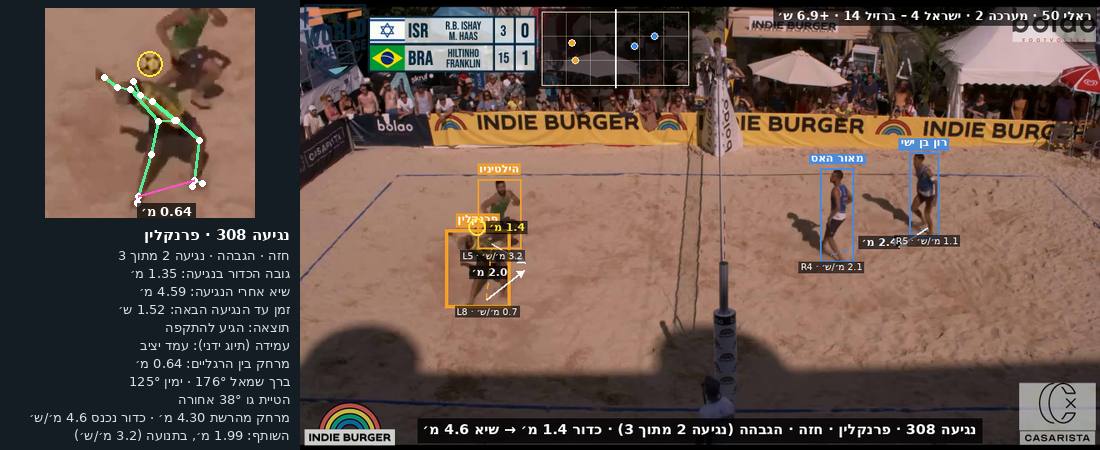 ראלי 50 · מערכה 2 · ישראל 4 – ברזיל 14 · +6.9 ש׳
ISR R.B. ISHAY M. HAAS 3 0
BRA HILTINHO FRANKLIN 15 1
INDIE BURGER
bolao
FOOTVOLLEY
bolao
INDIE BURGER
INDIE BURGER
INDIE BURGER
CASARISTA
bolao
רון בן ישי
מאור האס
הילטיניו
פרנקלין
1.4 מ׳
L5 · 3.2 מ׳/ש׳
2.0 מ׳
L8 · 0.7 מ׳/ש׳
R5 · 1.1 מ׳/ש׳
R4 · 2.1 מ׳/ש׳
0.64 מ׳
נגיעה 308 · פרנקלין
חזה · הגבהה · נגיעה 2 מתוך 3
גובה הכדור בנגיעה: 1.35 מ׳
שיא אחרי הנגיעה: 4.59 מ׳
זמן עד הנגיעה הבאה: 1.52 ש׳
תוצאה: הגיע להתקפה
עמידה (תיוג ידני): עמד יציב
מרחק בין הרגליים: 0.64 מ׳
ברך שמאל 176° · ימין 125°
הטיית גו 38° אחורה
מרחק מהרשת 4.30 מ׳ · כדור נכנס 4.6 מ׳/ש׳
השותף: 1.99 מ׳, בתנועה (3.2 מ׳/ש׳)
INDIE BURGER
נגיעה 308 · פרנקלין · חזה · הגבהה (נגיעה 2 מתוך 3) · כדור 1.4 מ׳ → שיא 4.6 מ׳
CASARISTA